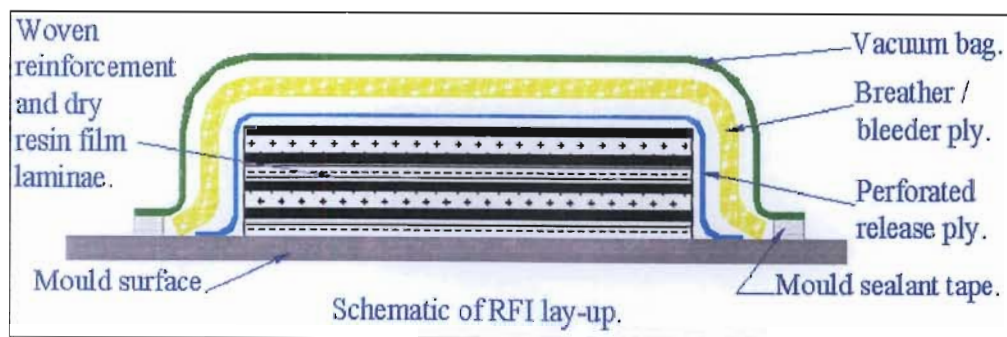 Woven
reinforcement
and dry
resin film
laminae.
Vacuum bag.
Breather /
bleeder ply.
Perforated
release ply.
Mould surface.
Mould sealant tape.
Schematic of RFI lay-up.